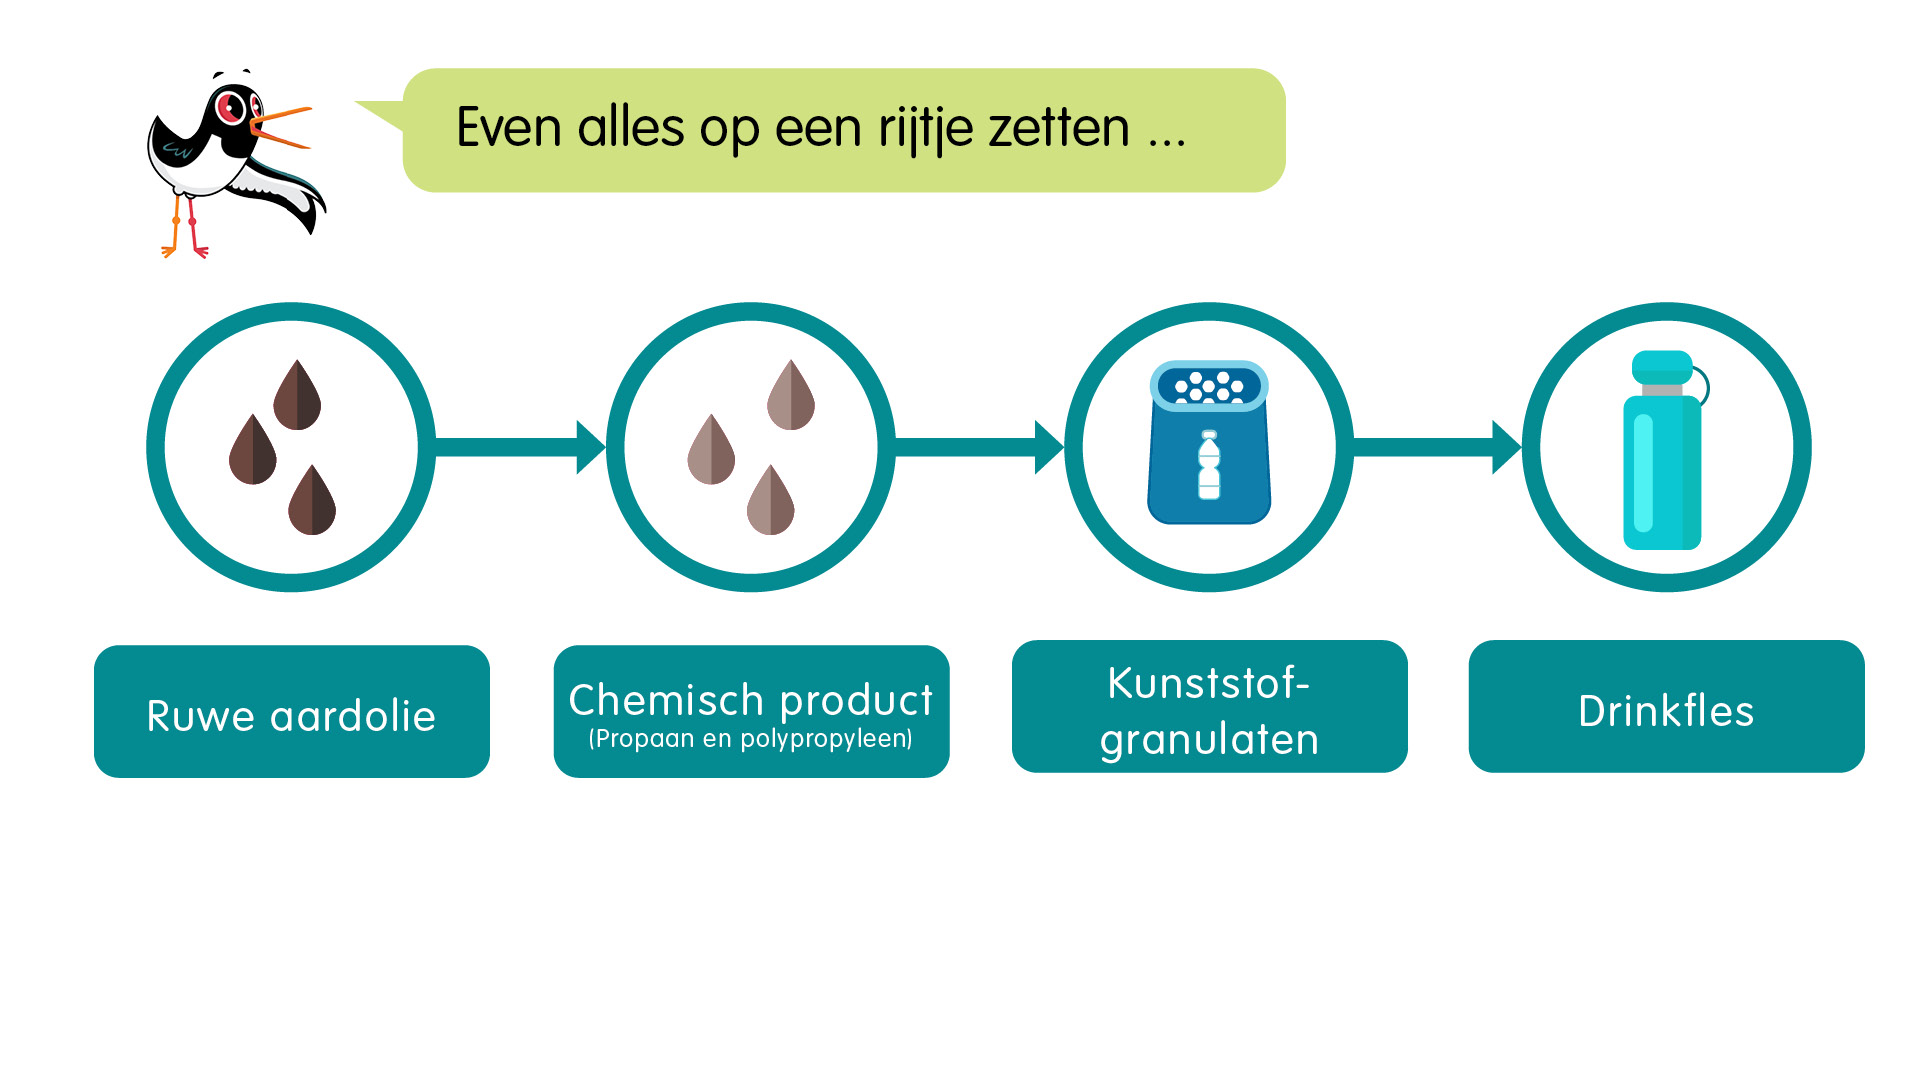 Even alles op een rijtje zetten ...
Ruwe aardolie
Chemisch product
(Propaan en polypropyleen)
Kunststof-
granulaten
Drinkfles